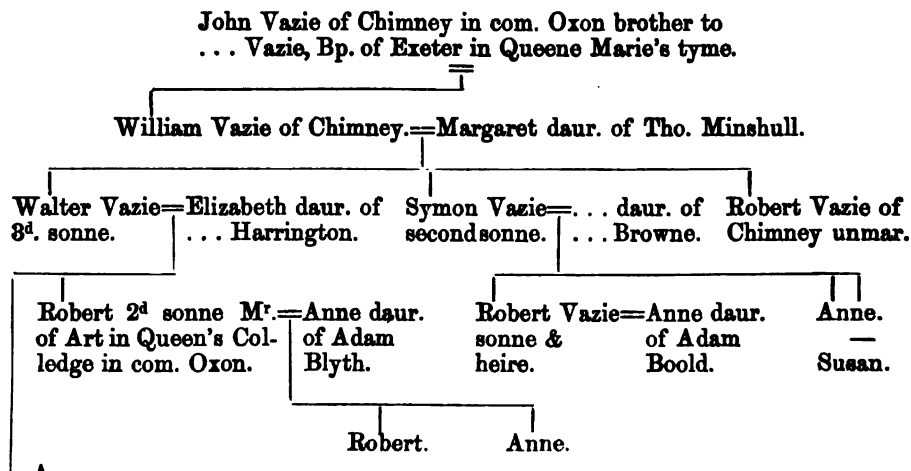 John Vazie of Chimney in com. Oxon brother to
... Vazie, Bp. of Exeter in Queene Marie's tyme.
William Vazie of Chimney.=Margaret daur. of Tho. Minshull.
Walter Vazie=Elizabeth daur. of
3d. sonne. ... Harrington.
Symon Vazie=... daur. of
second sonne. ... Browne.
Robert Vazie of
Chimney unmar.
Robert 2d sonne Mr.=Anne daur.
of Art in Queen's Col- of Adam
ledge in com. Oxon. Blyth.
Robert Vazie=Anne daur.
sonne & of Adam
heire. Boold.
Anne.
—
Susan.
Robert. Anne.